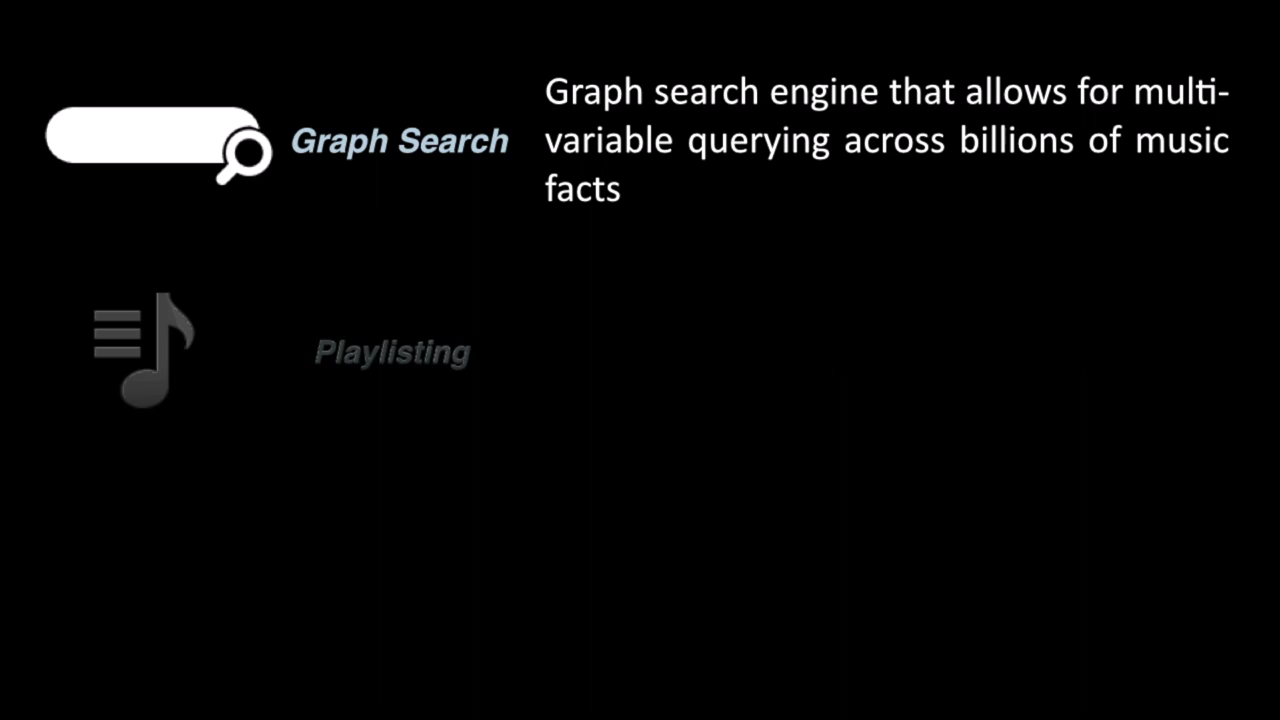 Graph Search
Graph search engine that allows for multi-
variable querying across billions of music
facts
Playlisting